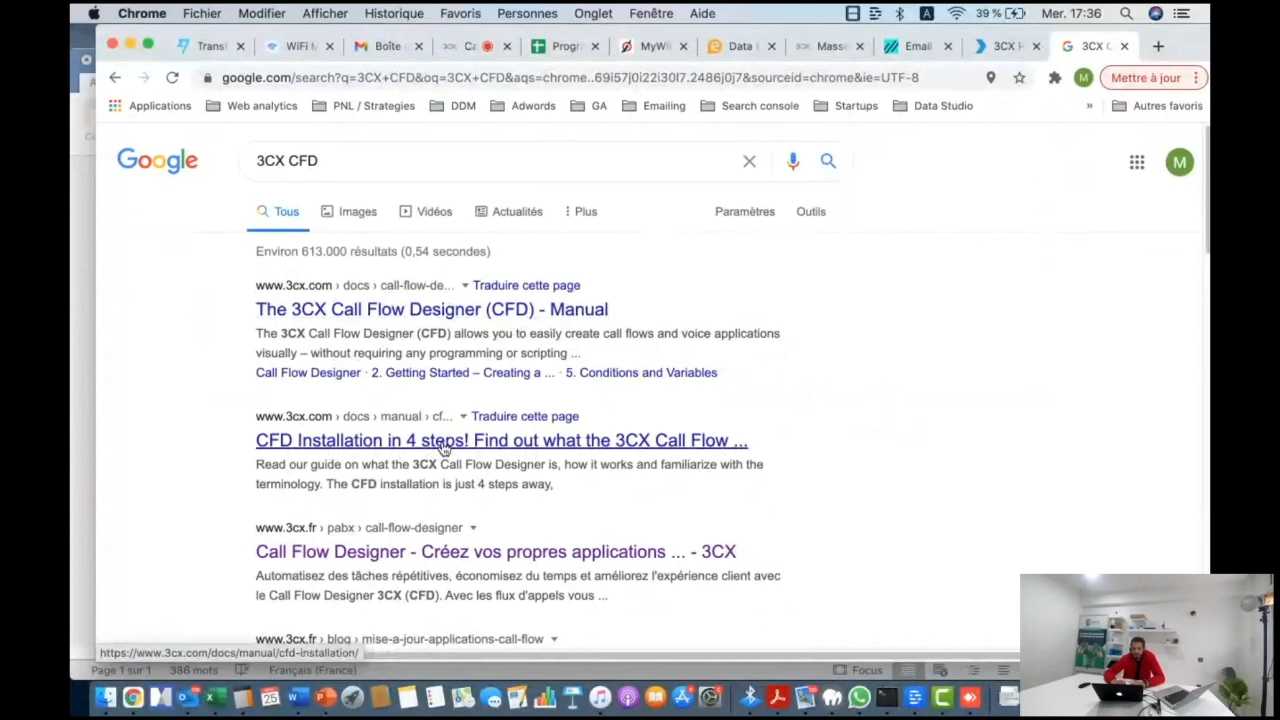 Chrome Fichier Modifier Afficher Historique Favoris Personnes Onglet Fenêtre Aide A 39 % Mer. 17:36
Trans WiFi M Boîte Ca Progr MyWi Data Masse Email 3CX F 3CX C
google.com/search?q=3CX+CFD&oq=3CX+CFD&aqs=chrome..69i57j0i22i30l7.2486j0j7&sourceid=chrome&ie=UTF-8 M Mettre à jour
Applications Web analytics PNL / Strategies DDM Adwords GA Emailing Search console Startups Data Studio » Autres favoris
Google 3CX CFD M
Tous Images Vidéos Actualités Plus Paramètres Outils
Environ 613.000 résultats (0,54 secondes)
www.3cx.com › docs › call-flow-de... Traduire cette page
The 3CX Call Flow Designer (CFD) - Manual
The 3CX Call Flow Designer (CFD) allows you to easily create call flows and voice applications
visually – without requiring any programming or scripting ...
Call Flow Designer · 2. Getting Started – Creating a ... · 5. Conditions and Variables
www.3cx.com › docs › manual › cf... Traduire cette page
CFD Installation in 4 steps! Find out what the 3CX Call Flow ...
Read our guide on what the 3CX Call Flow Designer is, how it works and familiarize with the
terminology. The CFD installation is just 4 steps away,
www.3cx.fr › pabx › call-flow-designer
Call Flow Designer - Créez vos propres applications ... - 3CX
Automatisez des tâches répétitives, économisez du temps et améliorez l'expérience client avec
le Call Flow Designer 3CX (CFD). Avec les flux d'appels vous ...
www.3cx.fr › blog › mise-a-jour-applications-call-flow
https://www.3cx.com/docs/manual/cfd-installation/
Page 1 sur 1 386 mots Français (France) Focus